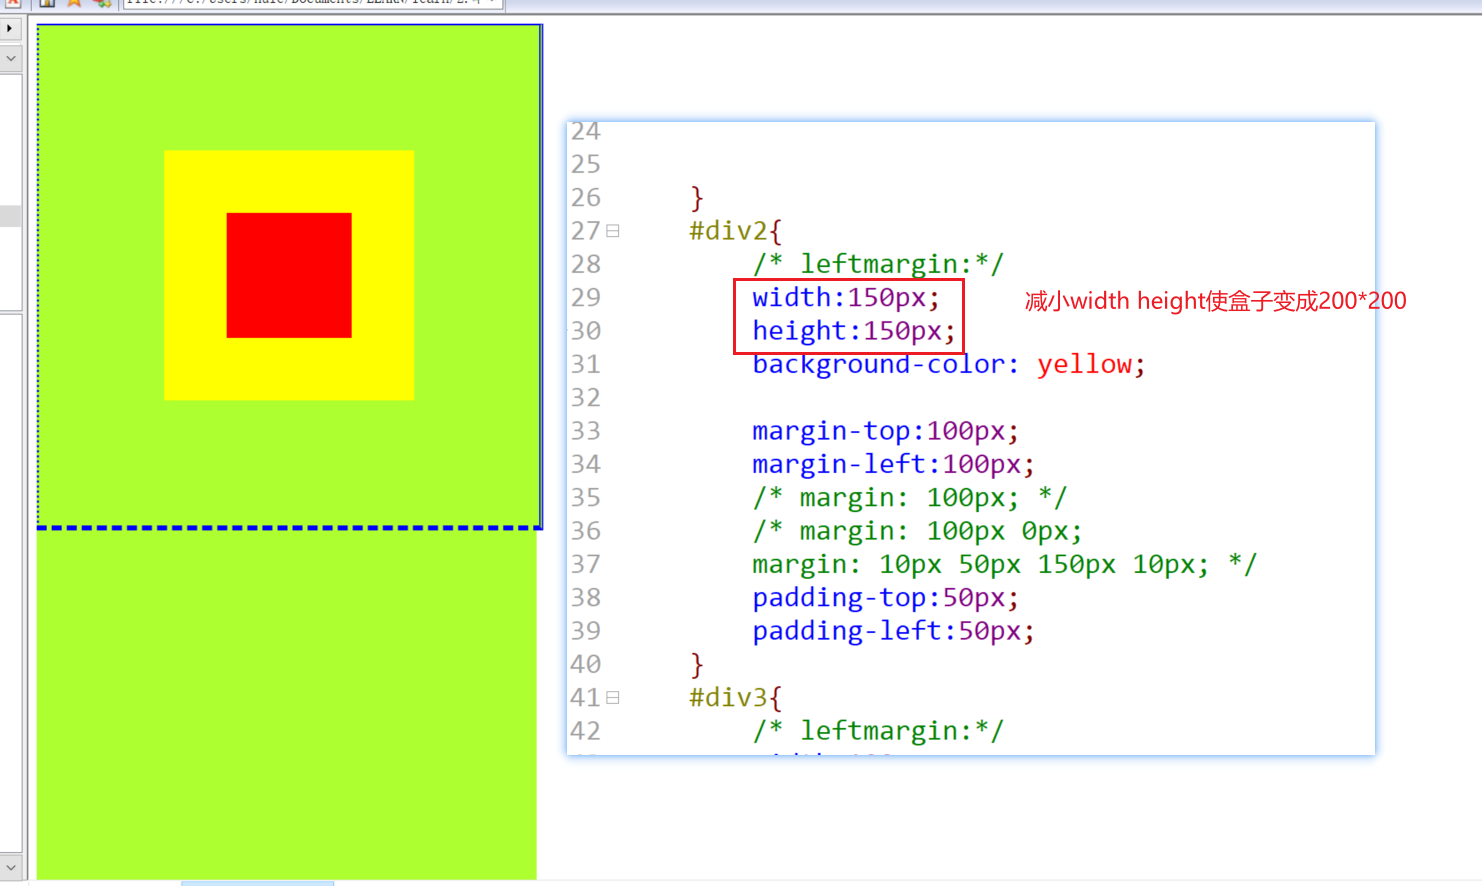 24
25
26 }
27 #div2{
28 /* leftmargin:*/
29 width:150px;
30 height:150px;
减小width height使盒子变成200*200
31 background-color: yellow;
32
33 margin-top:100px;
34 margin-left:100px;
35 /* margin: 100px; */
36 /* margin: 100px 0px;
37 margin: 10px 50px 150px 10px; */
38 padding-top:50px;
39 padding-left:50px;
40 }
41 #div3{
42 /* leftmargin:*/